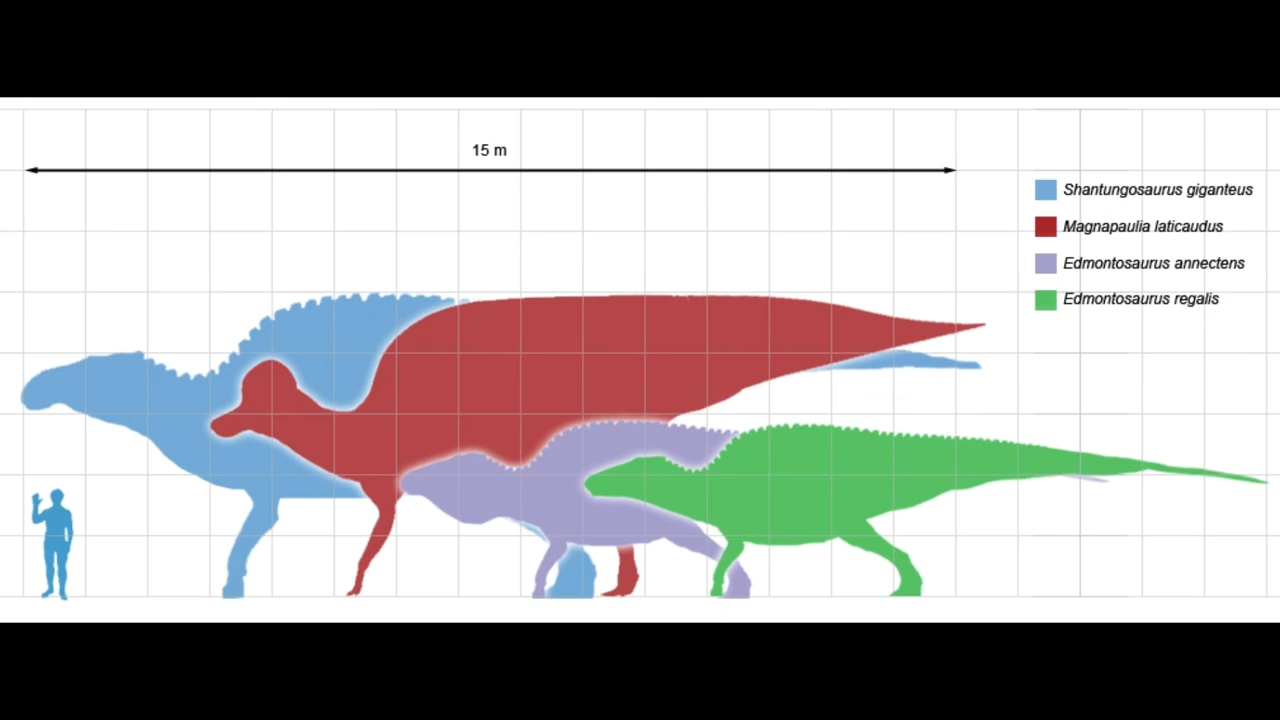 15 m
Shantungosaurus giganteus
Magnapaulia laticaudus
Edmontosaurus annectens
Edmontosaurus regalis